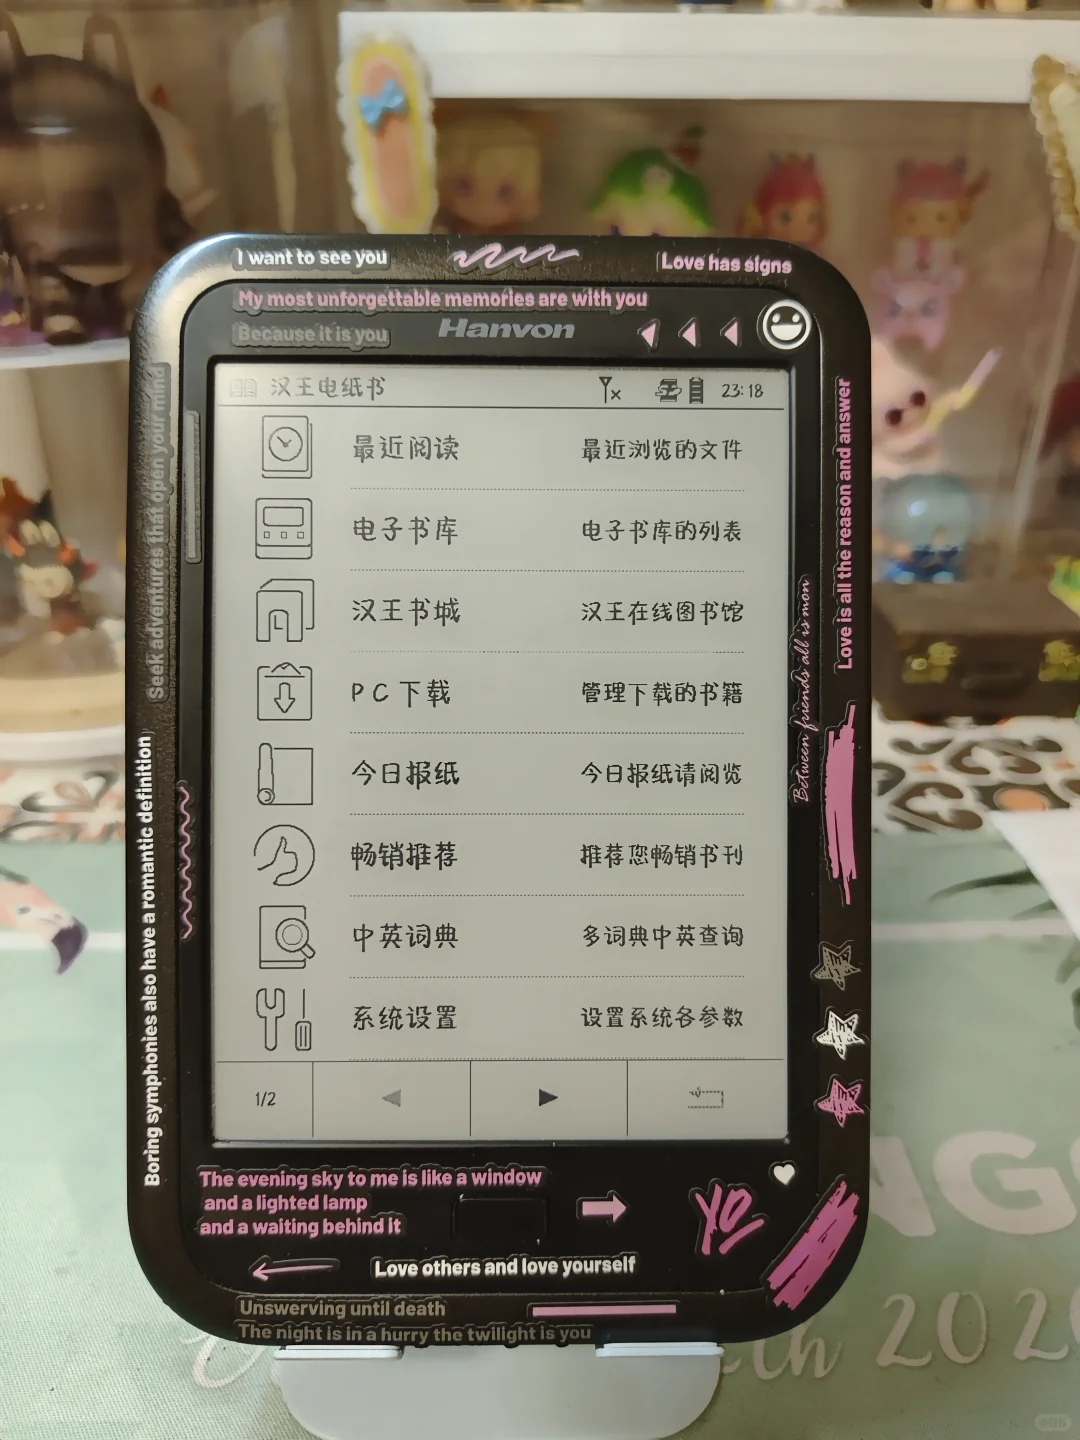 I want to see you
Love has signs
My most unforgettable memories are with you
Because it is you
Hanvon
汉王电纸书
23:18
最近阅读 最近浏览的文件
电子书库 电子书库的列表
汉王书城 汉王在线图书馆
PC下载 管理下载的书籍
今日报纸 今日报纸请阅览
畅销推荐 推荐您畅销书刊
中英词典 多词典中英查询
系统设置 设置系统各参数
1/2
Seek adventures that open your mind
Boring symphonies also have a romantic definition
Love is all the reason and answer
Between friends all is mon
The evening sky to me is like a window
and a lighted lamp
and a waiting behind it
YO
Love others and love yourself
Unswerving until death
The night is in a hurry the twilight is you
NGS
202